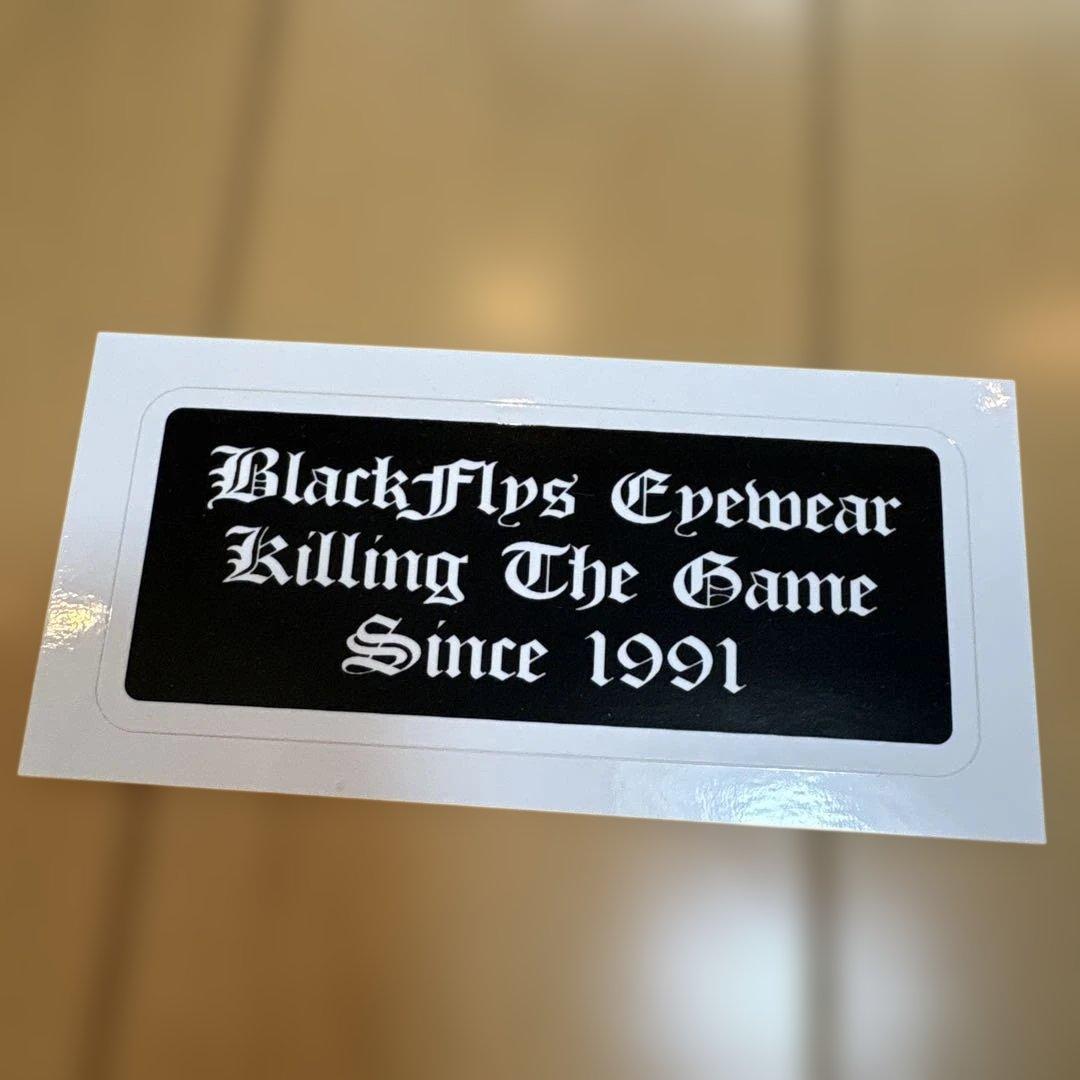 BlackFlys Eyewear
Killing The Game
Since 1991